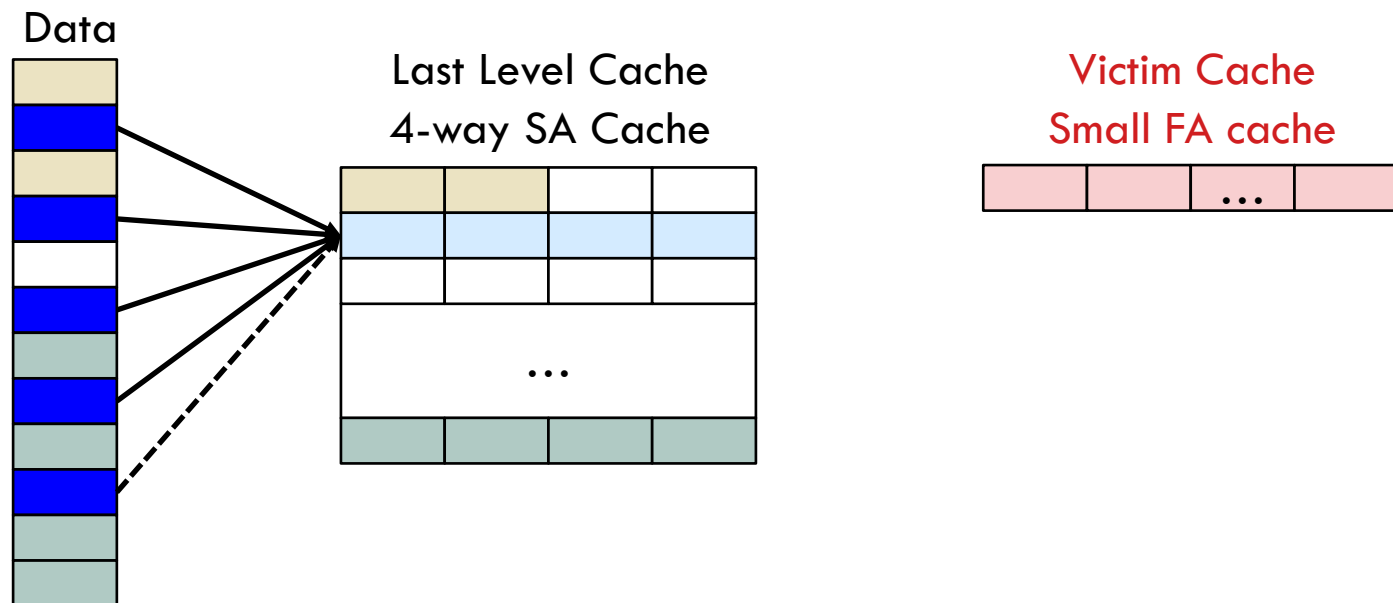 Data
Last Level Cache
4-way SA Cache
...
Victim Cache
Small FA cache
...